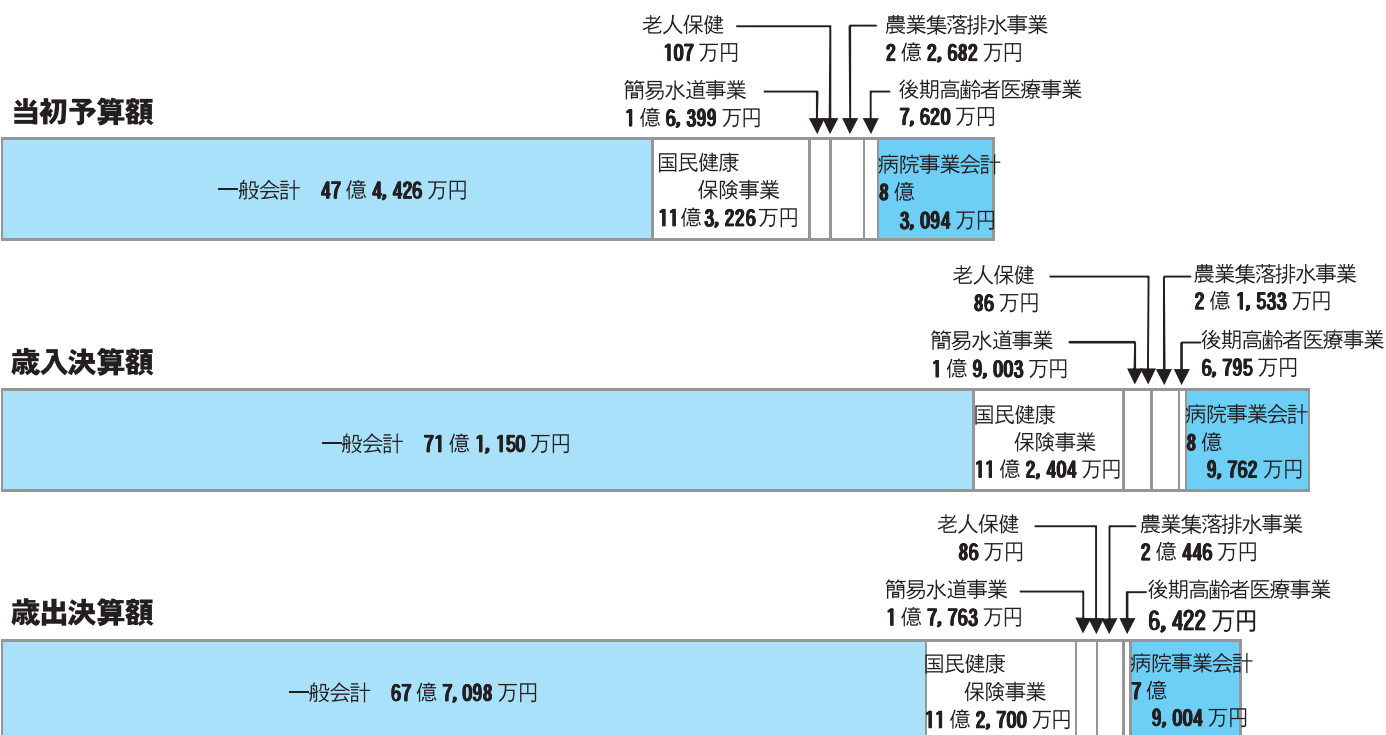 当初予算額
老人保健
107 万円
農業集落排水事業
2 億 2,682 万円
簡易水道事業
1 億 6,399 万円
後期高齢者医療事業
7,620 万円
一般会計　47 億 4,426 万円
国民健康
保険事業
11 億 3,226 万円
病院事業会計
8 億
3,094 万円
歳入決算額
老人保健
86 万円
農業集落排水事業
2 億 1,533 万円
簡易水道事業
1 億 9,003 万円
後期高齢者医療事業
6,795 万円
一般会計　71 億 1,150 万円
国民健康
保険事業
11 億 2,404 万円
病院事業会計
8 億
9,762 万円
歳出決算額
老人保健
86 万円
農業集落排水事業
2 億 446 万円
簡易水道事業
1 億 7,763 万円
後期高齢者医療事業
6,422 万円
一般会計　67 億 7,098 万円
国民健康
保険事業
11 億 2,700 万円
病院事業会計
7 億
9,004 万円